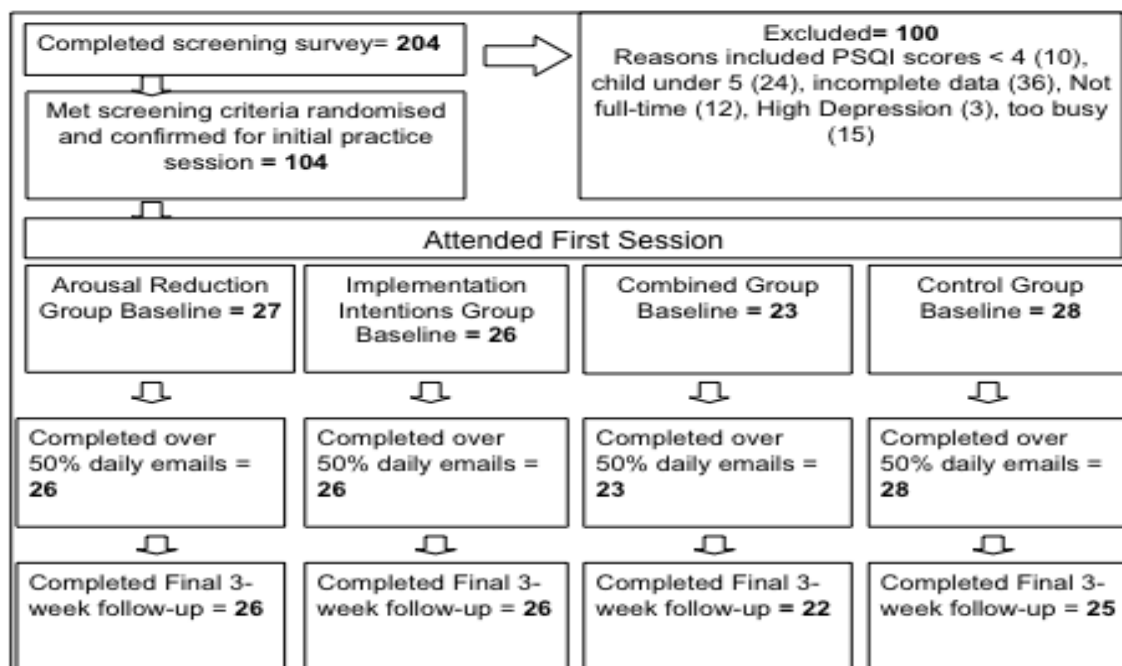 Completed screening survey= 204
Excluded= 100
Reasons included PSQI scores < 4 (10),
child under 5 (24), incomplete data (36), Not
full-time (12), High Depression (3), too busy
(15)
Met screening criteria randomised
and confirmed for initial practice
session = 104
Attended First Session
Arousal Reduction
Group Baseline = 27
Implementation
Intentions Group
Baseline = 26
Combined Group
Baseline = 23
Control Group
Baseline = 28
Completed over
50% daily emails =
26
Completed over
50% daily emails =
26
Completed over
50% daily emails =
23
Completed over
50% daily emails =
28
Completed Final 3-
week follow-up = 26
Completed Final 3-
week follow-up = 26
Completed Final 3-
week follow-up = 22
Completed Final 3-
week follow-up = 25